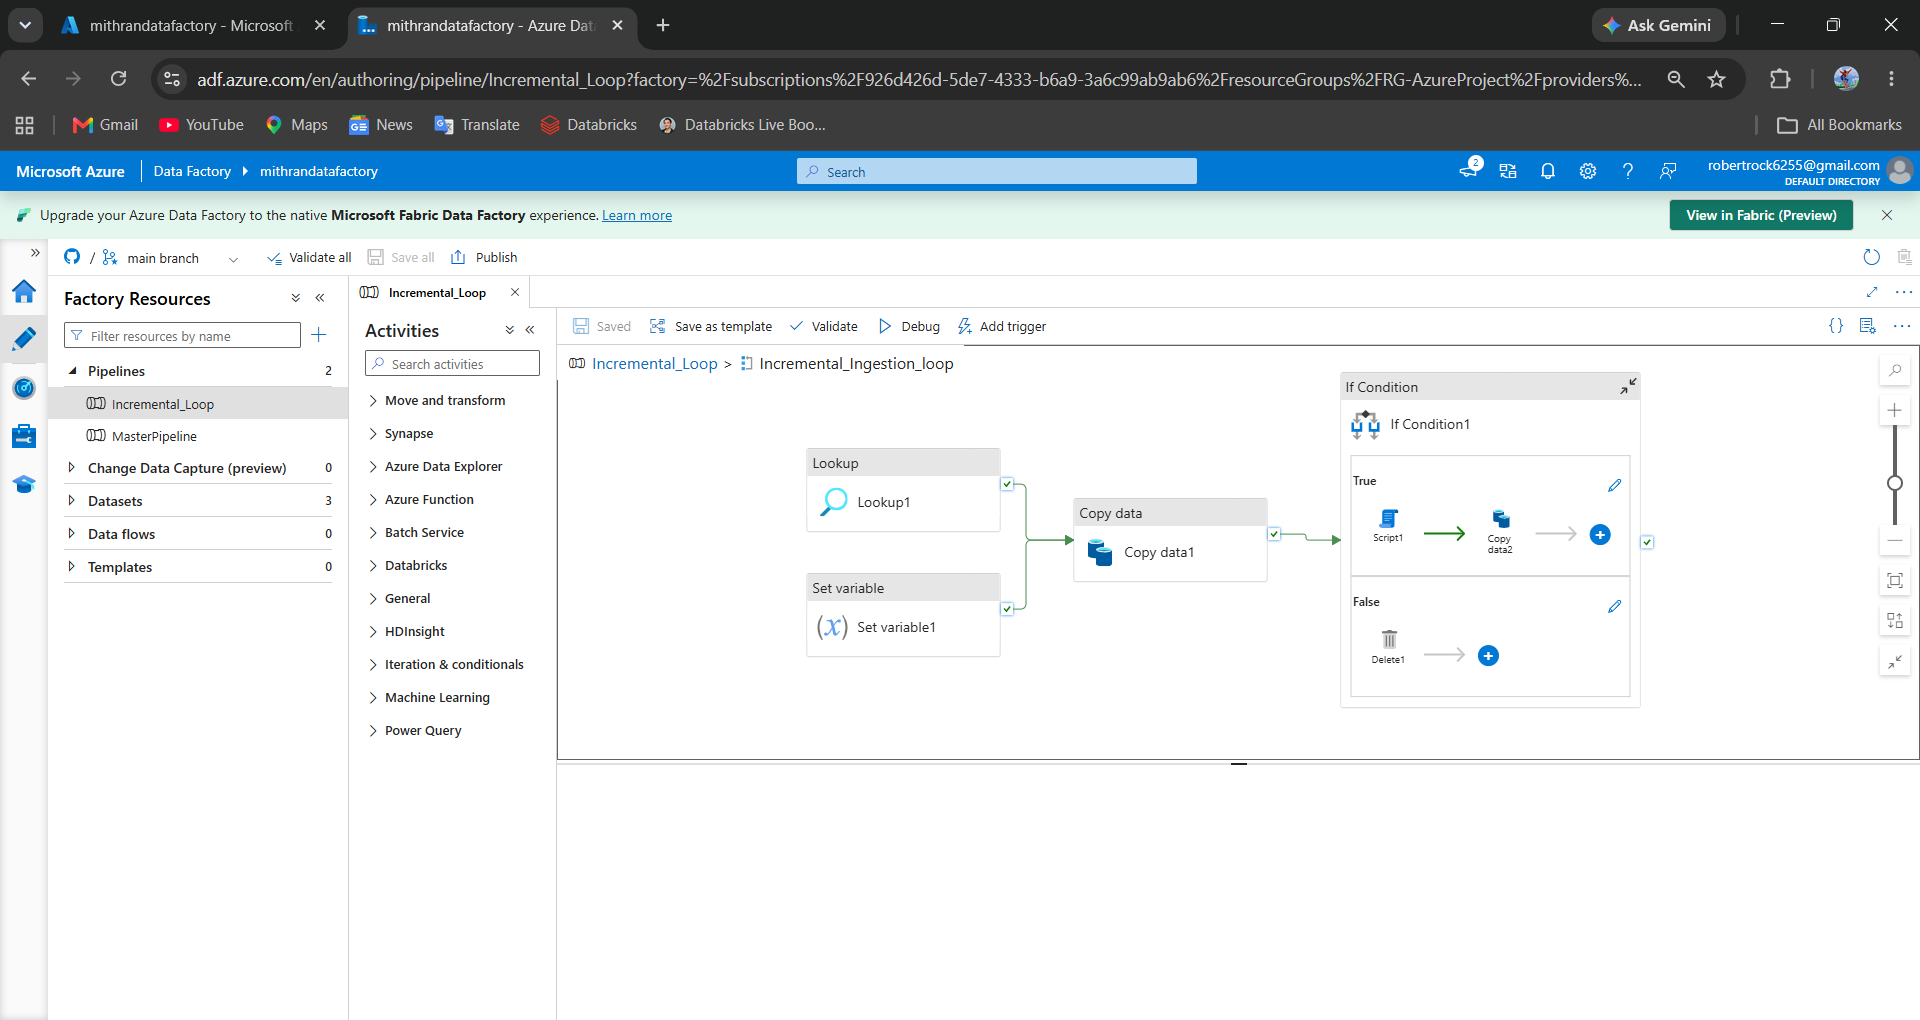 mithrandatafactory - Microsoft
mithrandatafactory - Azure Dat
Ask Gemini
adf.azure.com/en/authoring/pipeline/Incremental_Loop?factory=%2Fsubscriptions%2F926d426d-5de7-4333-b6a9-3a6c99ab9ab6%2FresourceGroups%2FRG-AzureProject%2Fproviders%...
Gmail
YouTube
Maps
News
Translate
Databricks
Databricks Live Boo...
All Bookmarks
Microsoft Azure
Data Factory
mithrandatafactory
Search
2
robertrock6255@gmail.com
DEFAULT DIRECTORY
Upgrade your Azure Data Factory to the native Microsoft Fabric Data Factory experience. Learn more
View in Fabric (Preview)
/ main branch
Validate all
Save all
Publish
Factory Resources
Filter resources by name
Pipelines 2
Incremental_Loop
MasterPipeline
Change Data Capture (preview) 0
Datasets 3
Data flows 0
Templates 0
Incremental_Loop
Activities
Search activities
Move and transform
Synapse
Azure Data Explorer
Azure Function
Batch Service
Databricks
General
HDInsight
Iteration & conditionals
Machine Learning
Power Query
Saved
Save as template
Validate
Debug
Add trigger
{}
Incremental_Loop > Incremental_Ingestion_loop
Lookup
Lookup1
Set variable
(x) Set variable1
Copy data
Copy data1
If Condition
If Condition1
True
Script1
Copy
data2
False
Delete1